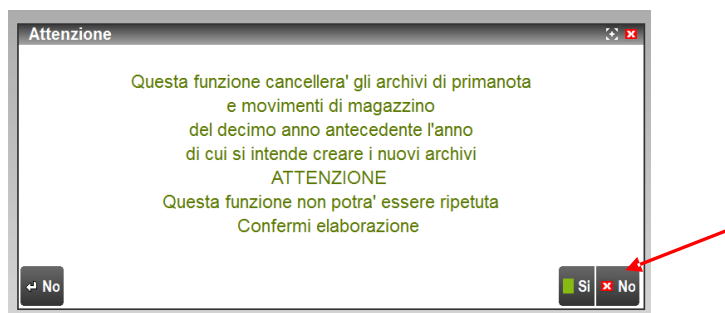 Attenzione
Questa funzione cancellera' gli archivi di primanota
e movimenti di magazzino
del decimo anno antecedente l'anno
di cui si intende creare i nuovi archivi
ATTENZIONE
Questa funzione non potra' essere ripetuta
Confermi elaborazione
No
Si
No